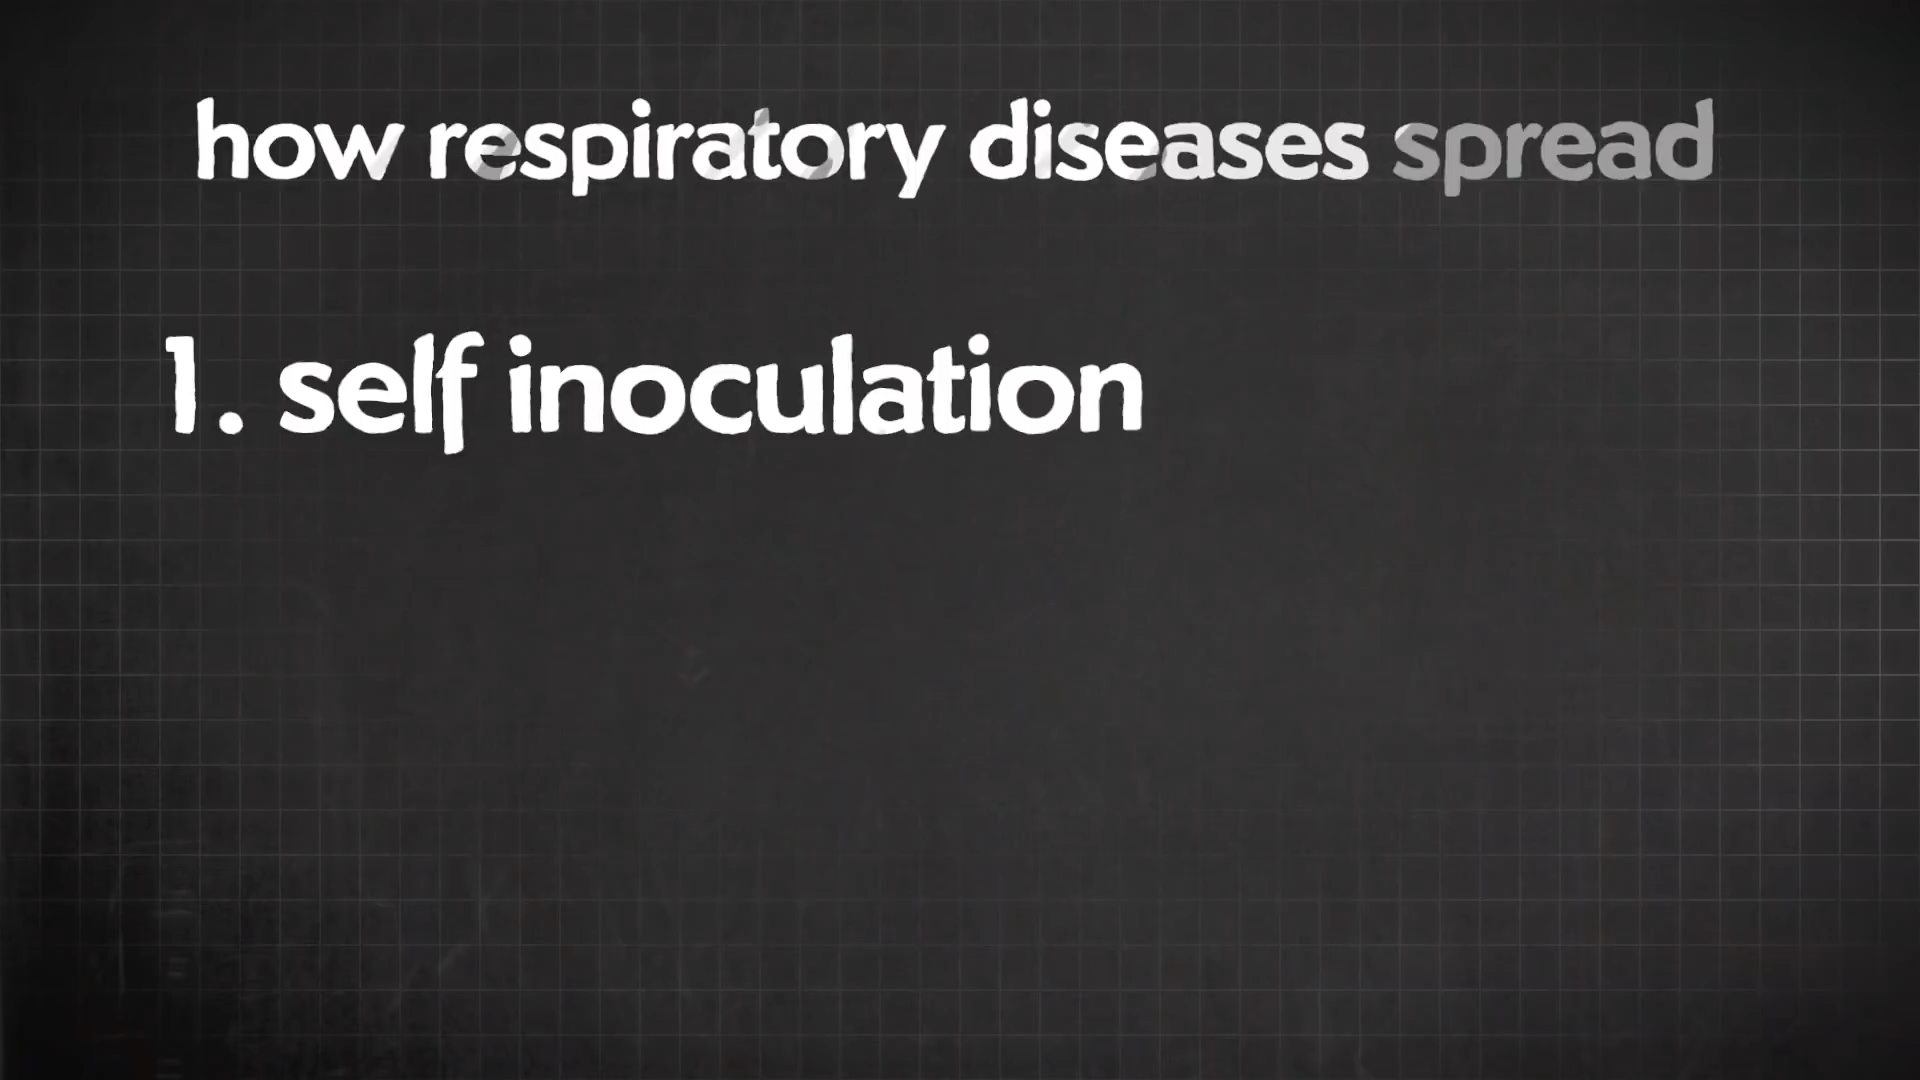 how respiratory diseases spread
1. self inoculation